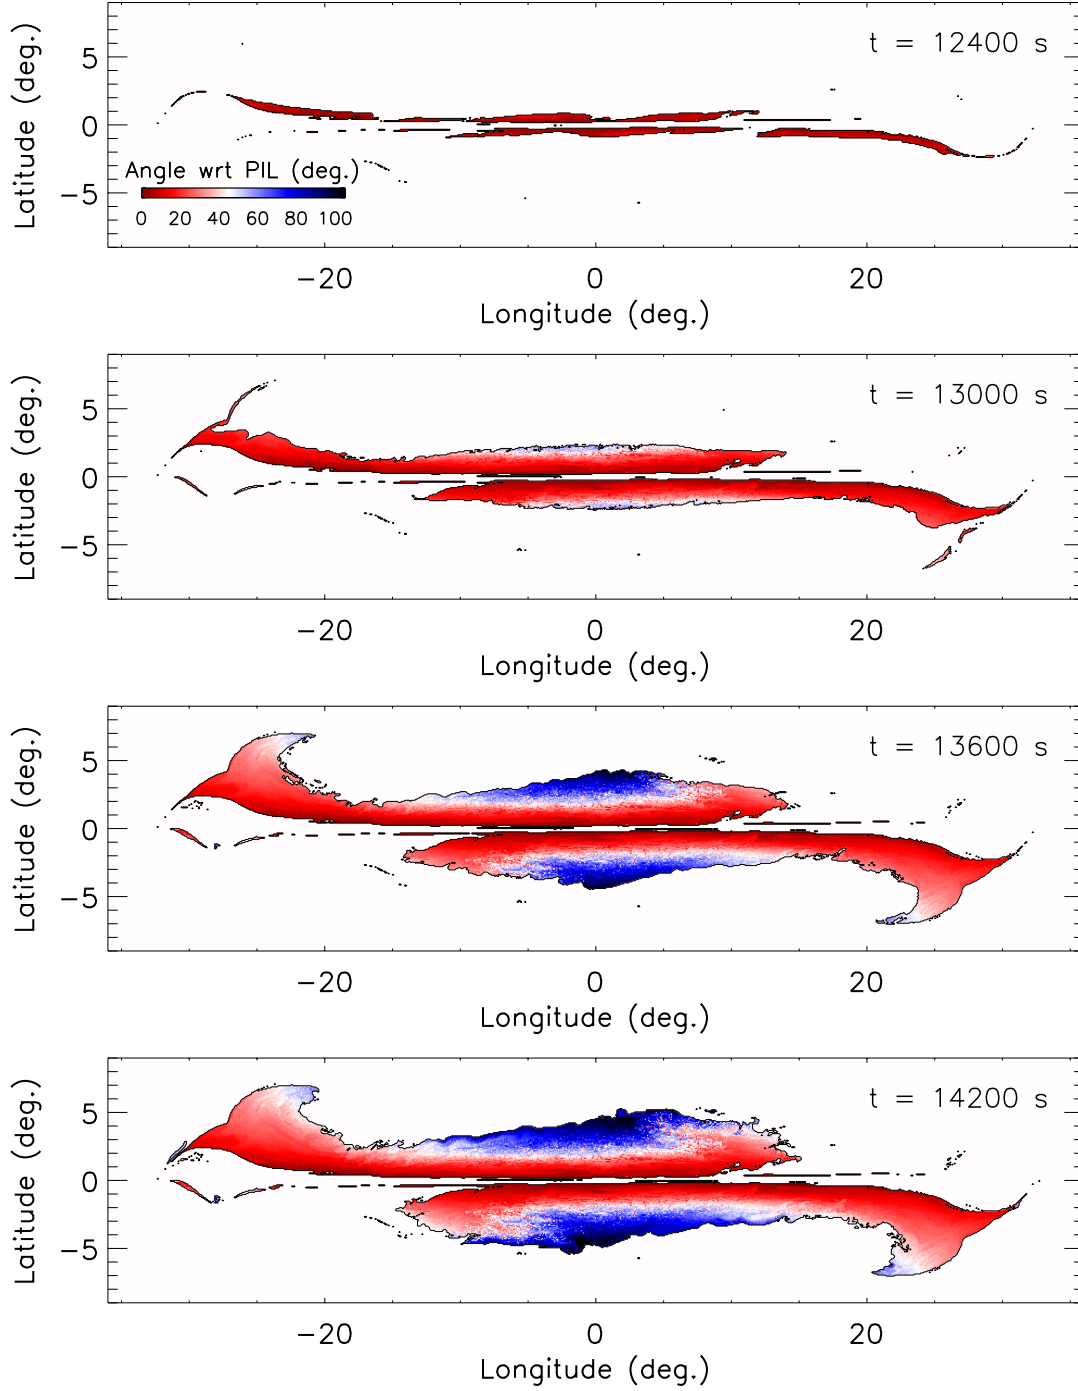 t = 12400 s
5
0
−5
Latitude (deg.)
Angle wrt PIL (deg.)
0 20 40 60 80 100
−20 0 20
Longitude (deg.)
t = 13000 s
5
0
−5
Latitude (deg.)
−20 0 20
Longitude (deg.)
t = 13600 s
5
0
−5
Latitude (deg.)
−20 0 20
Longitude (deg.)
t = 14200 s
5
0
−5
Latitude (deg.)
−20 0 20
Longitude (deg.)